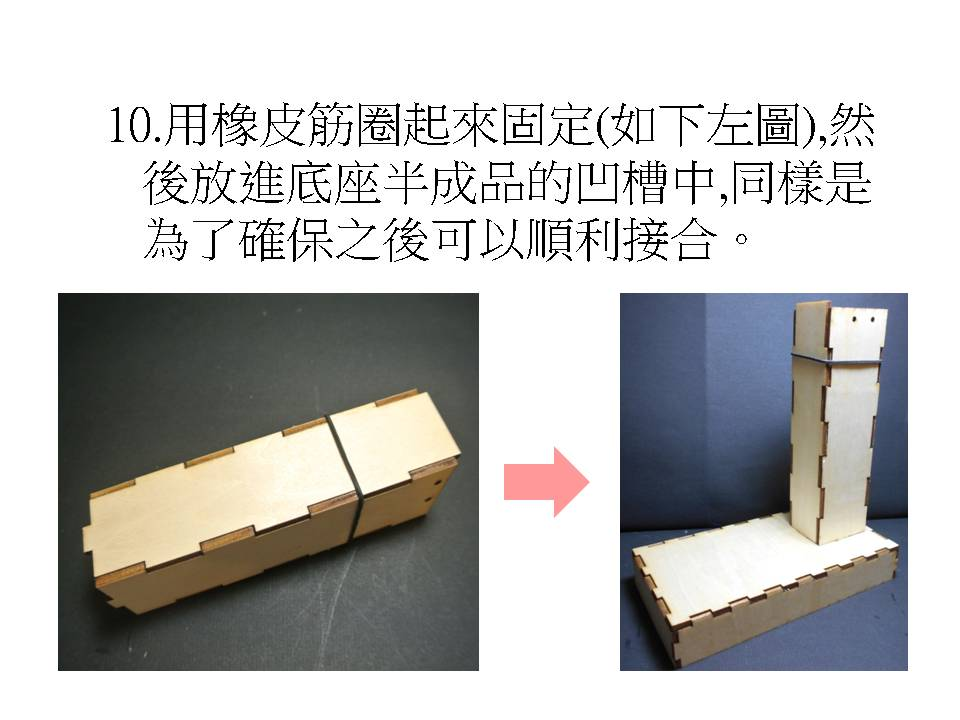 10.用橡皮筋圈起來固定(如下左圖),然
後放進底座半成品的凹槽中,同樣是
為了確保之後可以順利接合。